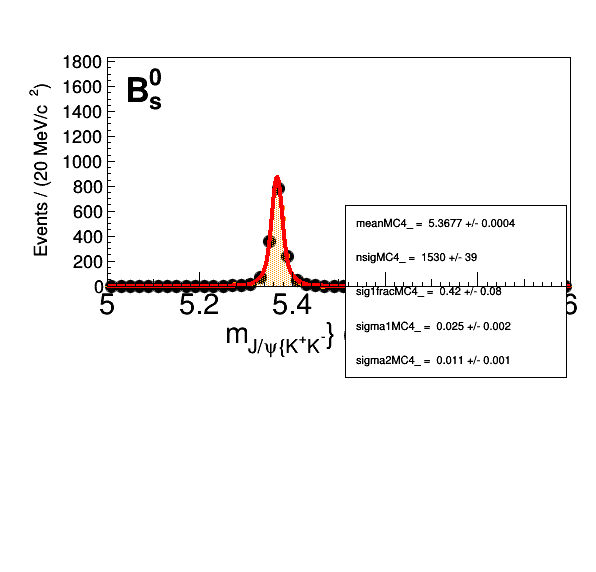 1800
1600
1400
1200
1000
800
600
400
200
0
Events / (20 MeV/c 2)
B0s
meanMC4_ = 5.3677 +/- 0.0004
nsigMC4_ = 1530 +/- 39
sig1fracMC4_ = 0.42 +/- 0.08
sigma1MC4_ = 0.025 +/- 0.002
sigma2MC4_ = 0.011 +/- 0.001
5 5.2 5.4 6
mJ/ψ{K+K-}